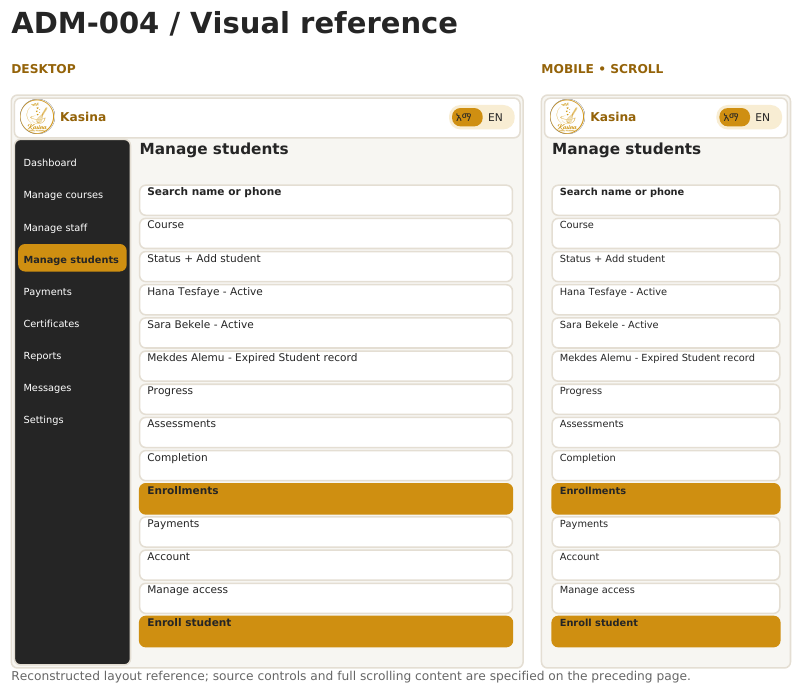 ADM-004 / Visual reference
DESKTOP
Kasina
Kasina
አማ
EN
Dashboard
Manage courses
Manage staff
Manage students
Payments
Certificates
Reports
Messages
Settings
Manage students
Search name or phone
Course
Status + Add student
Hana Tesfaye - Active
Sara Bekele - Active
Mekdes Alemu - Expired Student record
Progress
Assessments
Completion
Enrollments
Payments
Account
Manage access
Enroll student
MOBILE • SCROLL
Kasina
Kasina
አማ
EN
Manage students
Search name or phone
Course
Status + Add student
Hana Tesfaye - Active
Sara Bekele - Active
Mekdes Alemu - Expired Student record
Progress
Assessments
Completion
Enrollments
Payments
Account
Manage access
Enroll student
Reconstructed layout reference; source controls and full scrolling content are specified on the preceding page.